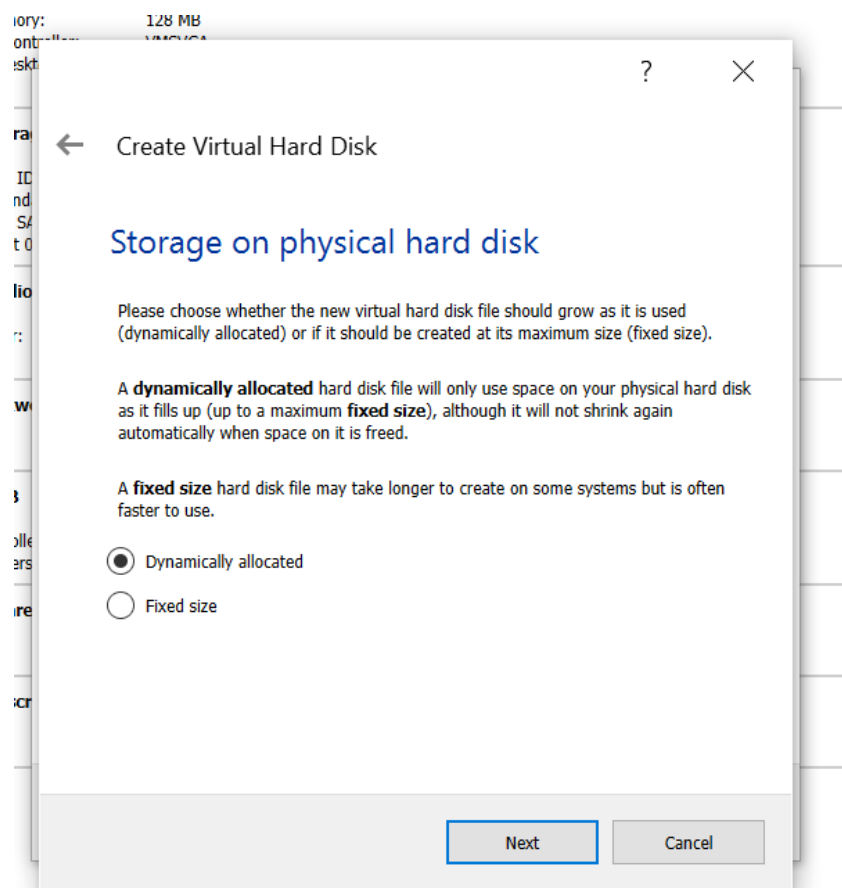 128 MB
?
Create Virtual Hard Disk
Storage on physical hard disk
Please choose whether the new virtual hard disk file should grow as it is used
(dynamically allocated) or if it should be created at its maximum size (fixed size).
A dynamically allocated hard disk file will only use space on your physical hard disk
as it fills up (up to a maximum fixed size), although it will not shrink again
automatically when space on it is freed.
A fixed size hard disk file may take longer to create on some systems but is often
faster to use.
Dynamically allocated
Fixed size
Next
Cancel